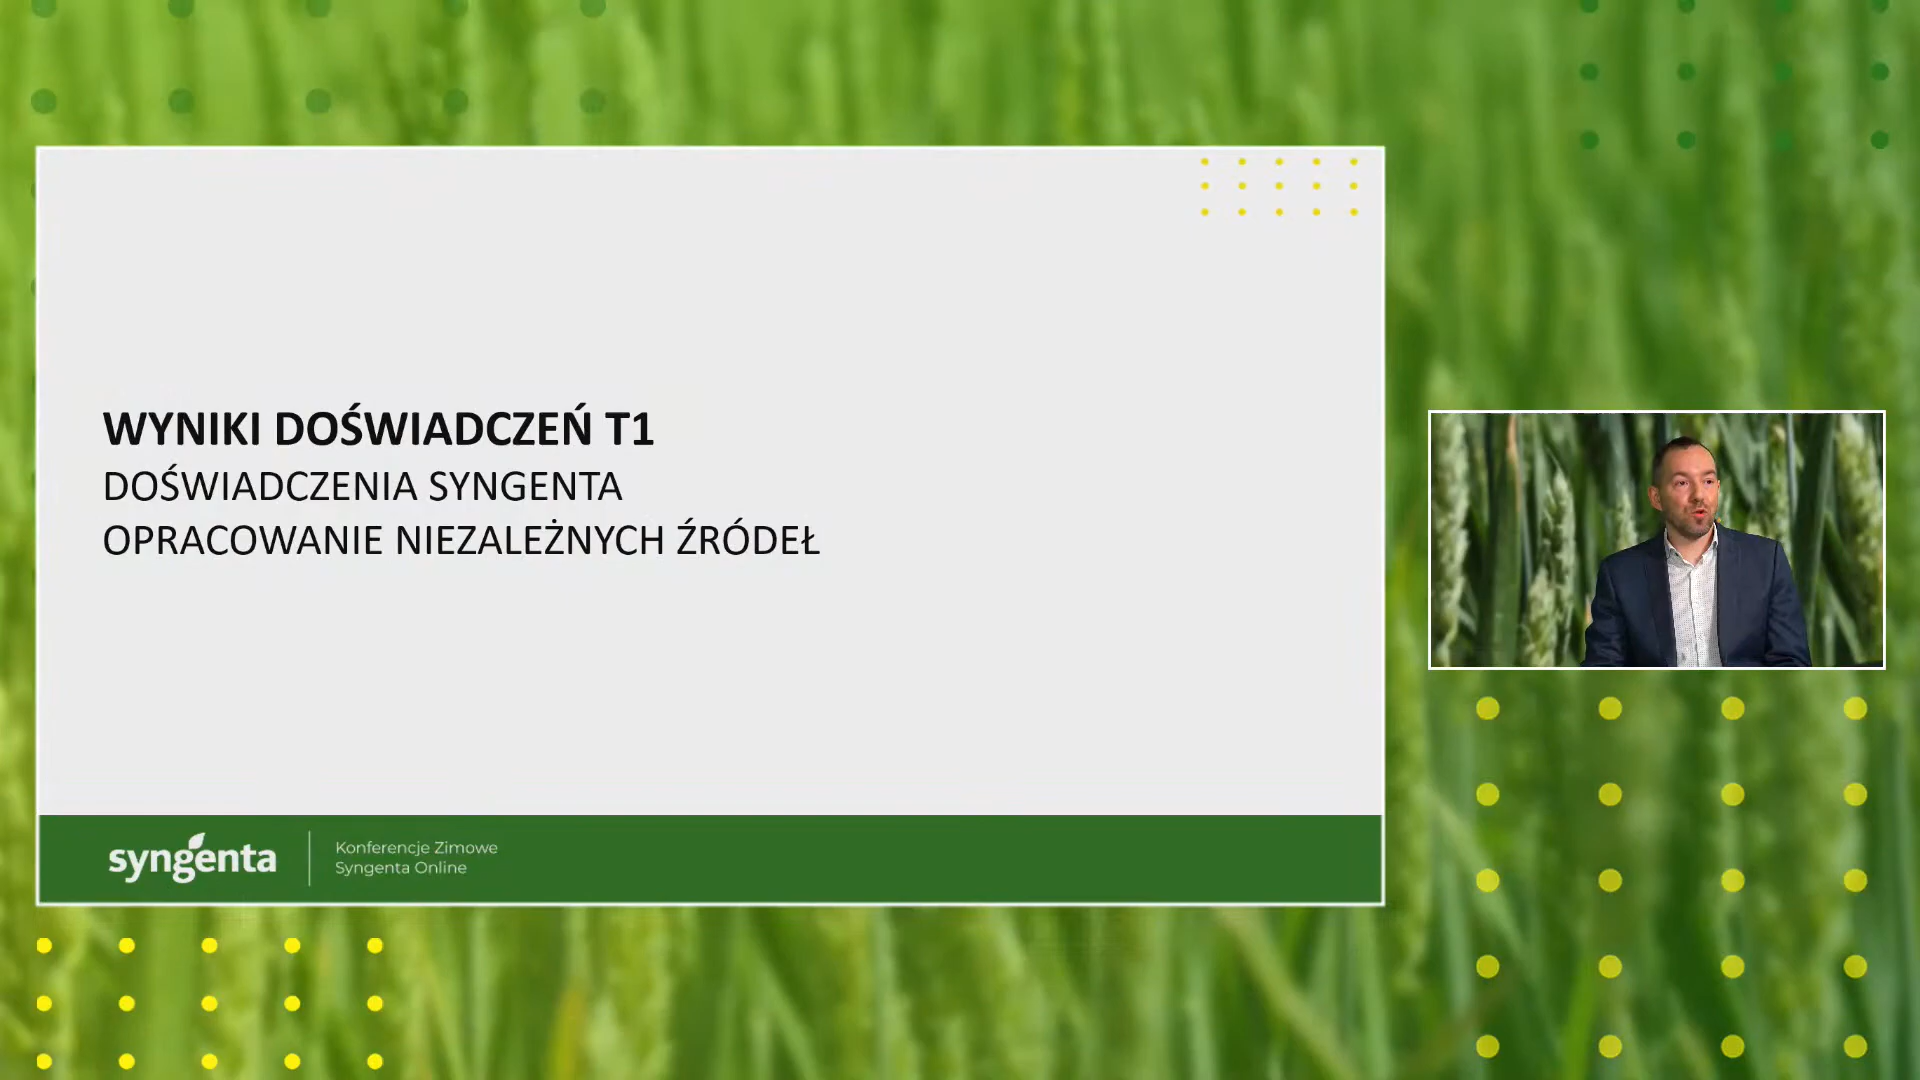 WYNIKI DOŚWIADCZEŃ T1
DOŚWIADCZENIA SYNGENTA
OPRACOWANIE NIEZALEŻNYCH ŹRÓDEŁ
syngenta
Konferencje Zimowe
Syngenta Online